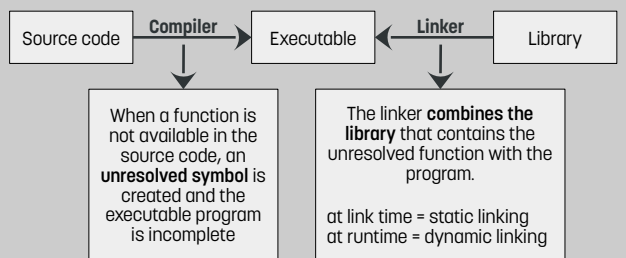 Source code
Compiler
Executable
Linker
Library
When a function is
not available in the
source code, an
unresolved symbol is
created and the
executable program
is incomplete
The linker combines the
library that contains the
unresolved function with the
program.
at link time = static linking
at runtime = dynamic linking